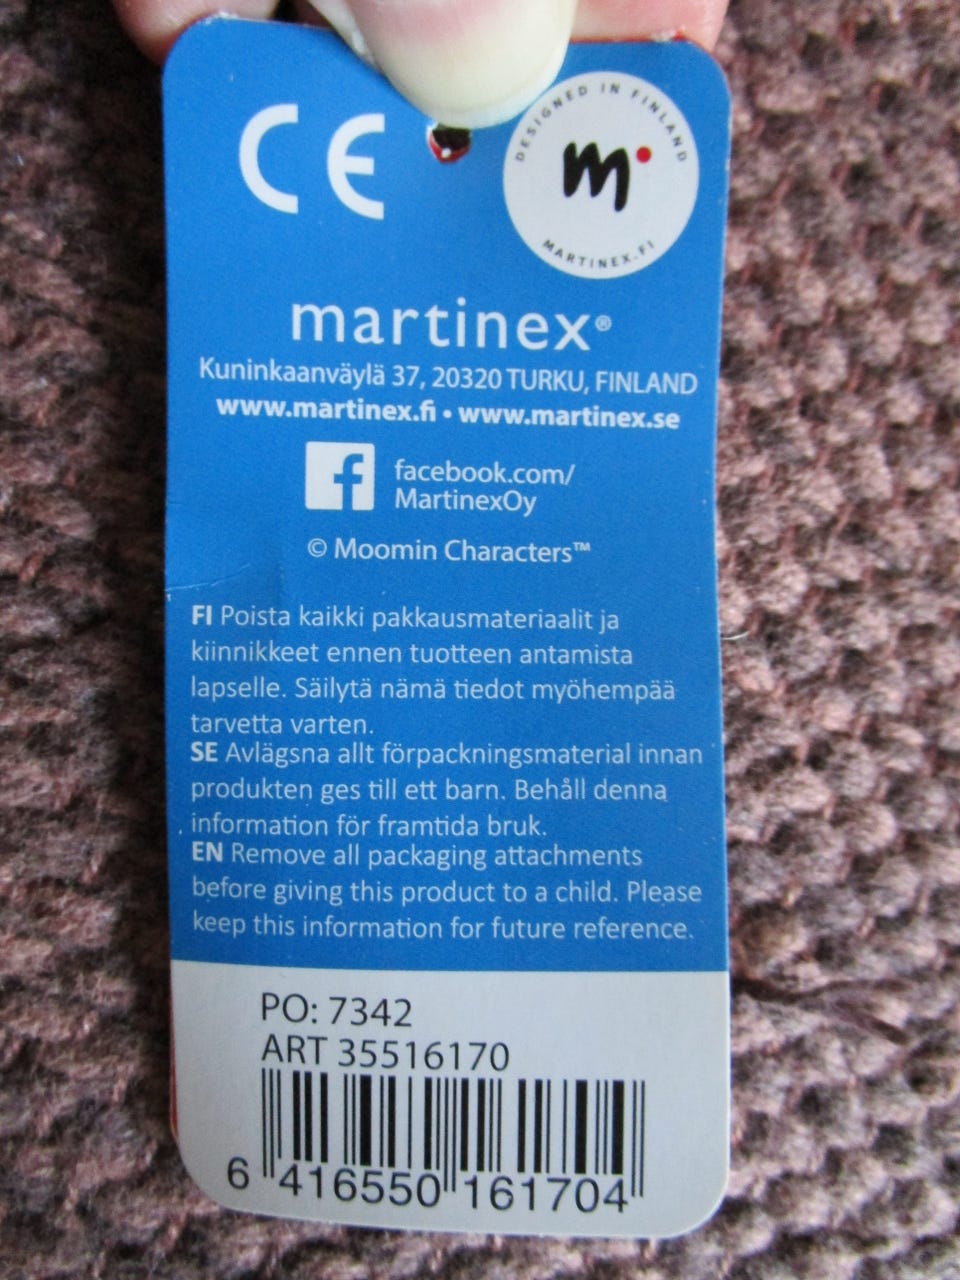 CE
DESIGNED IN FINLAND
m
MARTINEX.FI
martinex®
Kuninkaanväylä 37, 20320 TURKU, FINLAND
www.martinex.fi • www.martinex.se
f
facebook.com/
MartinexOy
© Moomin Characters™
FI Poista kaikki pakkausmateriaalit ja
kiinnikkeet ennen tuotteen antamista
lapselle. Säilytä nämä tiedot myöhempää
tarvetta varten.
SE Avlägsna allt förpackningsmaterial innan
produkten ges till ett barn. Behåll denna
information för framtida bruk.
EN Remove all packaging attachments
before giving this product to a child. Please
keep this information for future reference.
PO: 7342
ART 35516170
6 416550 161704